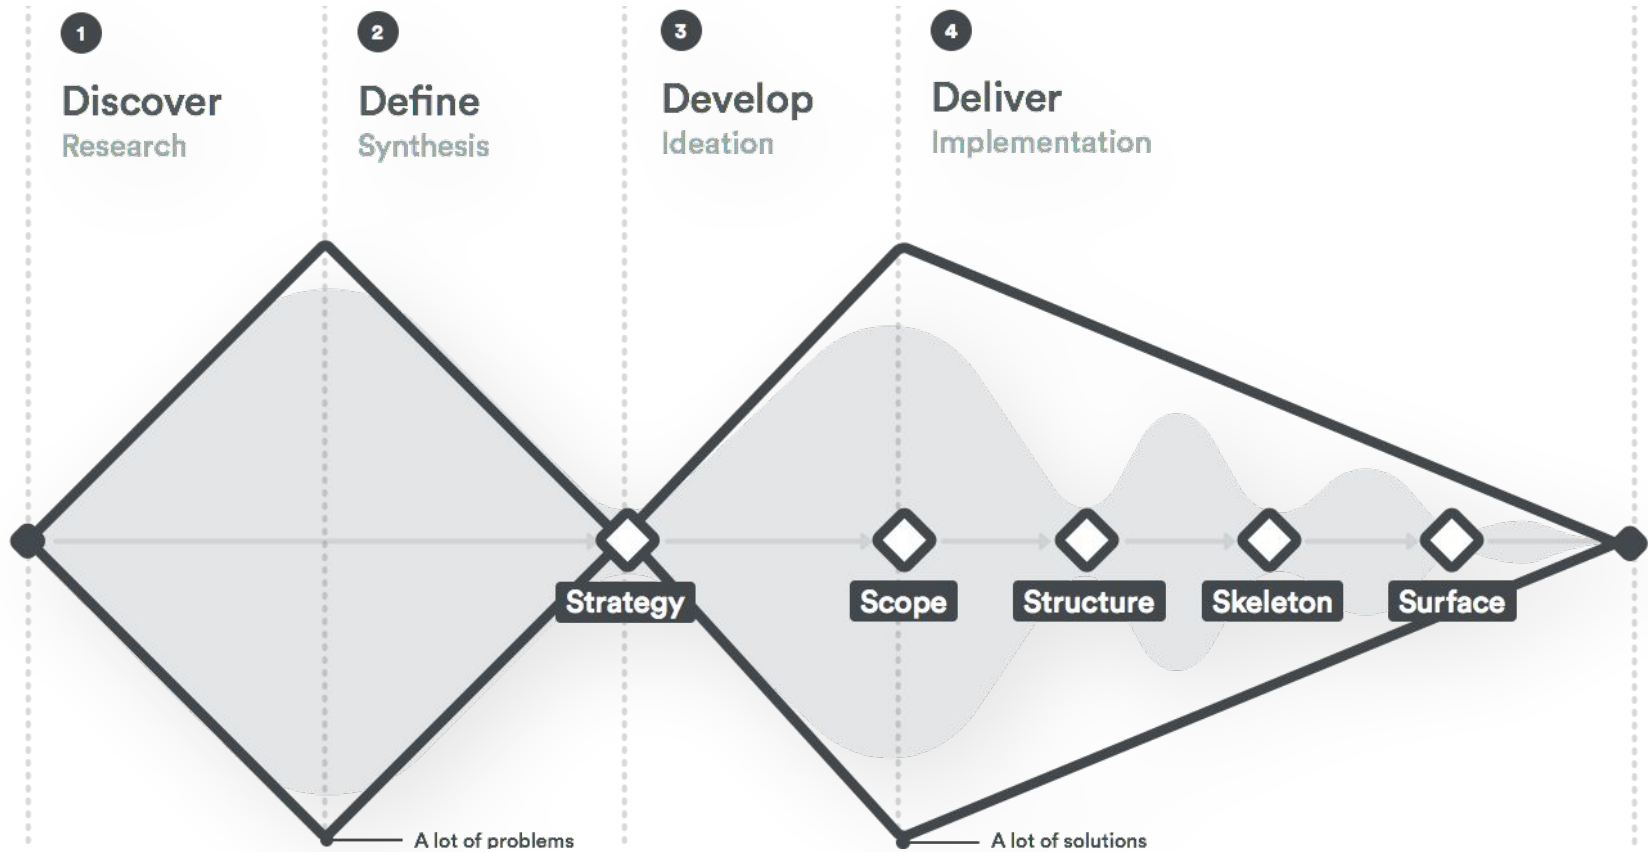 1
Discover
Research
2
Define
Synthesis
3
Develop
Ideation
4
Deliver
Implementation
Strategy
Scope
Structure
Skeleton
Surface
A lot of problems
A lot of solutions